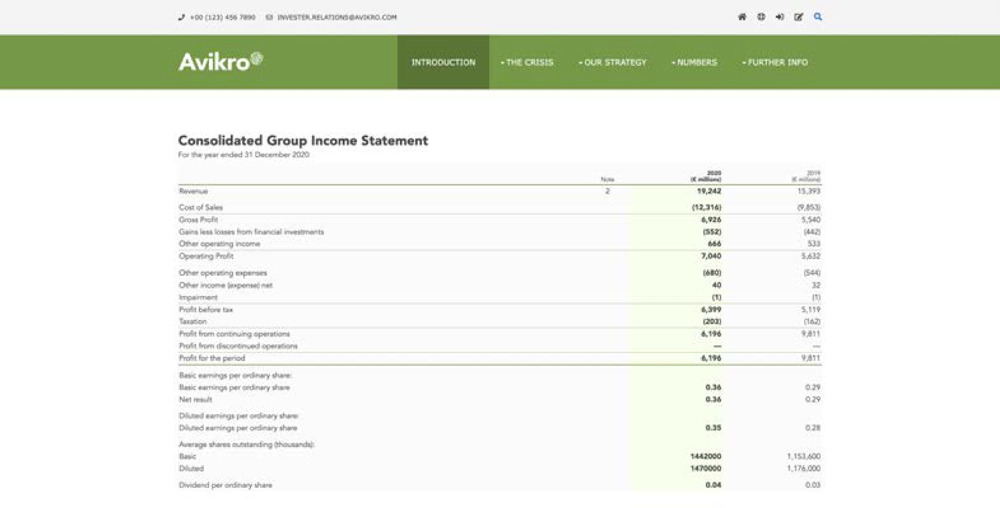 +00 (123) 456 7890 INVESTER.RELATIONS@AVIKRO.COM
Avikro
INTRODUCTION THE CRISIS OUR STRATEGY NUMBERS FURTHER INFO
Consolidated Group Income Statement
For the year ended 31 December 2020
2020 2019
Note (€ millions) (€ millions)
Revenue 2 19,242 15,393
Cost of Sales (12,316) (9,853)
Gross Profit 6,926 5,540
Gains less losses from financial investments (552) (442)
Other operating income 666 533
Operating Profit 7,040 5,632
Other operating expenses (680) (544)
Other income (expense) net 40 32
Impairment (1) (1)
Profit before tax 6,399 5,119
Taxation (203) (162)
Profit from continuing operations 6,196 9,811
Profit from discontinued operations — —
Profit for the period 6,196 9,811
Basic earnings per ordinary share:
Basic earnings per ordinary share 0.36 0.29
Net result 0.36 0.29
Diluted earnings per ordinary share:
Diluted earnings per ordinary share 0.35 0.28
Average shares outstanding (thousands):
Basic 1442000 1,153,600
Diluted 1470000 1,176,000
Dividend per ordinary share 0.04 0.03